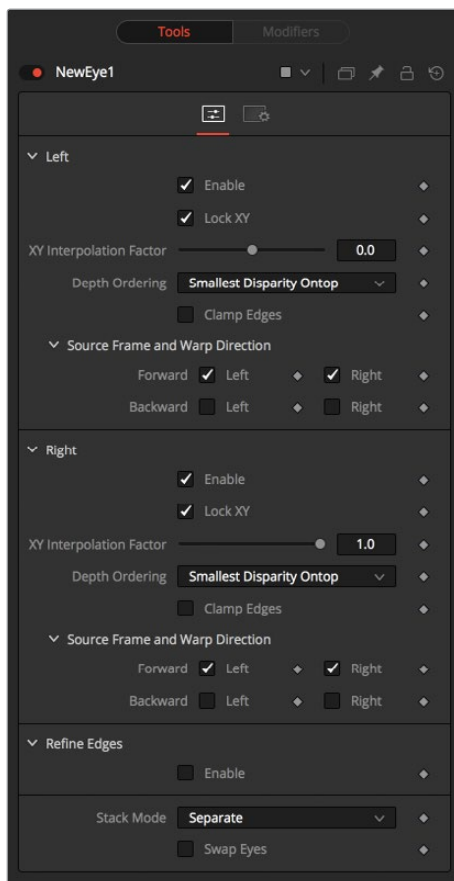 Tools Modifiers
NewEye1
Left
Enable
Lock XY
XY Interpolation Factor 0.0
Depth Ordering Smallest Disparity Ontop
Clamp Edges
Source Frame and Warp Direction
Forward Left Right
Backward Left Right
Right
Enable
Lock XY
XY Interpolation Factor 1.0
Depth Ordering Smallest Disparity Ontop
Clamp Edges
Source Frame and Warp Direction
Forward Left Right
Backward Left Right
Refine Edges
Enable
Stack Mode Separate
Swap Eyes